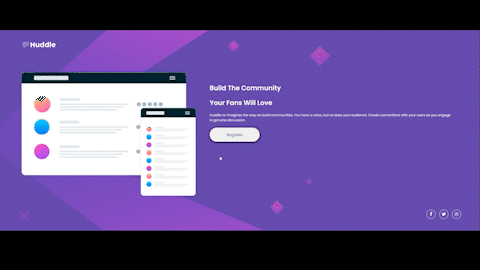 Huddle
Build The Community
Your Fans Will Love
Huddle re-imagines the way we build communities. You have a voice, but so does your audience. Create connections with your users as you engage
in genuine discussion.
Register